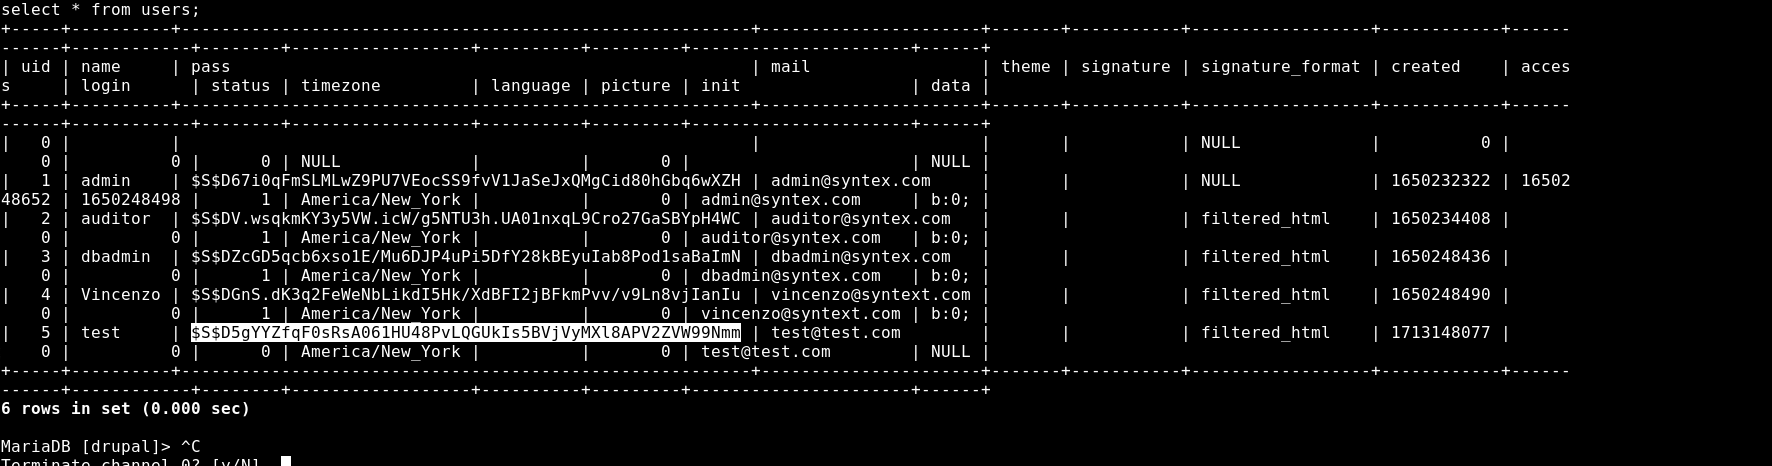 select * from users;
+-----+----------+---------------------------------------------------------+----------------------+-------+-----------+------------------+------------+------
------+------------+--------+------------------+----------+---------+----------------------+------+
| uid | name     | pass                                                    | mail                 | theme | signature | signature_format | created    | acces
s     | login      | status | timezone         | language | picture | init                 | data |
+-----+----------+---------------------------------------------------------+----------------------+-------+-----------+------------------+------------+------
------+------------+--------+------------------+----------+---------+----------------------+------+
|   0 |          |                                                         |                      |       |           | NULL             |          0 |
    0 |          0 |      0 | NULL             |          |       0 |                      | NULL |
|   1 | admin    | $S$D67i0qFmSLMLwZ9PU7VEocSS9fvV1JaSeJxQMgCid80hGbq6wXZH | admin@syntex.com     |       |           | NULL             | 1650232322 | 16502
48652 | 1650248498 |      1 | America/New_York |          |       0 | admin@syntex.com     | b:0; |
|   2 | auditor  | $S$DV.wsqkmKY3y5VW.icW/g5NTU3h.UA01nxqL9Cro27GaSBYpH4WC | auditor@syntex.com   |       |           | filtered_html    | 1650234408 |
    0 |          0 |      1 | America/New_York |          |       0 | auditor@syntex.com   | b:0; |
|   3 | dbadmin  | $S$DZcGD5qcb6xso1E/Mu6DJP4uPi5DfY28kBEyuIab8Pod1saBaImN | dbadmin@syntex.com   |       |           | filtered_html    | 1650248436 |
    0 |          0 |      1 | America/New_York |          |       0 | dbadmin@syntex.com   | b:0; |
|   4 | Vincenzo | $S$DGnS.dK3q2FeWeNbLikdI5Hk/XdBFI2jBFkmPvv/v9Ln8vjIanIu | vincenzo@syntext.com |       |           | filtered_html    | 1650248490 |
    0 |          0 |      1 | America/New_York |          |       0 | vincenzo@syntext.com | b:0; |
|   5 | test     | $S$D5gYYZfqF0sRsA061HU48PvLQGUkIs5BVjVyMXl8APV2ZVW99Nmm | test@test.com        |       |           | filtered_html    | 1713148077 |
    0 |          0 |      0 | America/New_York |          |       0 | test@test.com        | NULL |
+-----+----------+---------------------------------------------------------+----------------------+-------+-----------+------------------+------------+------
------+------------+--------+------------------+----------+---------+----------------------+------+
6 rows in set (0.000 sec)
MariaDB [drupal]> ^C
Terminate channel 0? [y/N]